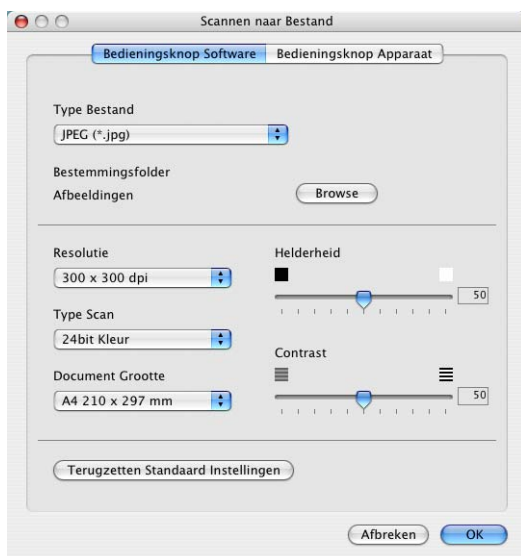 Scannen naar Bestand
Bedieningsknop Software Bedieningsknop Apparaat
Type Bestand
JPEG (*.jpg)
Bestemmingsfolder
Afbeeldingen Browse
Resolutie
300 x 300 dpi
Type Scan
24bit Kleur
Document Grootte
A4 210 x 297 mm
Helderheid
50
Contrast
50
Terugzetten Standaard Instellingen
Afbreken OK